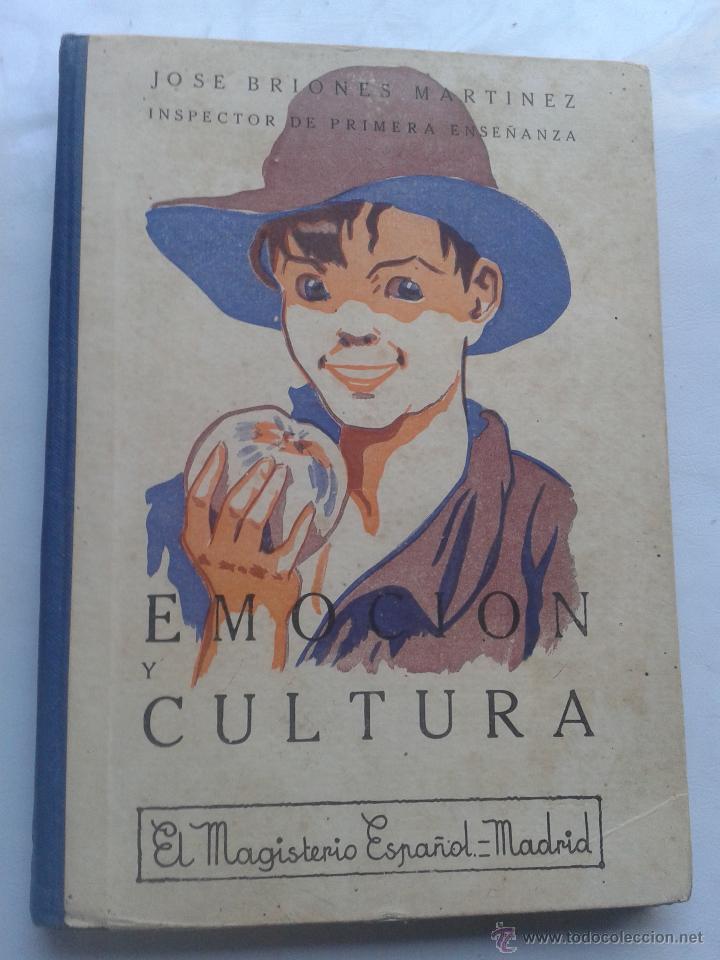 JOSE BRIONES MARTINEZ
INSPECTOR DE PRIMERA ENSEÑANZA
EMOCION
Y
CULTURA
El Magisterio Español.=Madrid
© www.todocoleccion.net